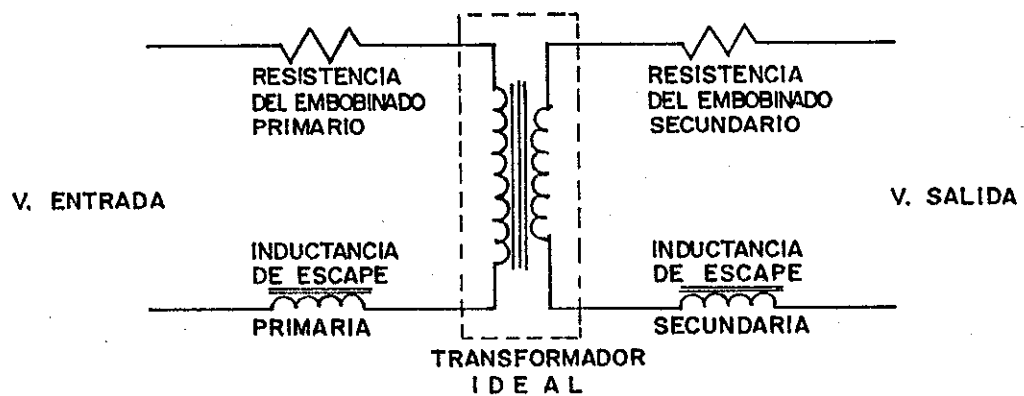 RESISTENCIA
DEL EMBOBINADO
PRIMARIO
RESISTENCIA
DEL EMBOBINADO
SECUNDARIO
V. ENTRADA
V. SALIDA
INDUCTANCIA
DE ESCAPE
PRIMARIA
INDUCTANCIA
DE ESCAPE
SECUNDARIA
TRANSFORMADOR
IDEAL